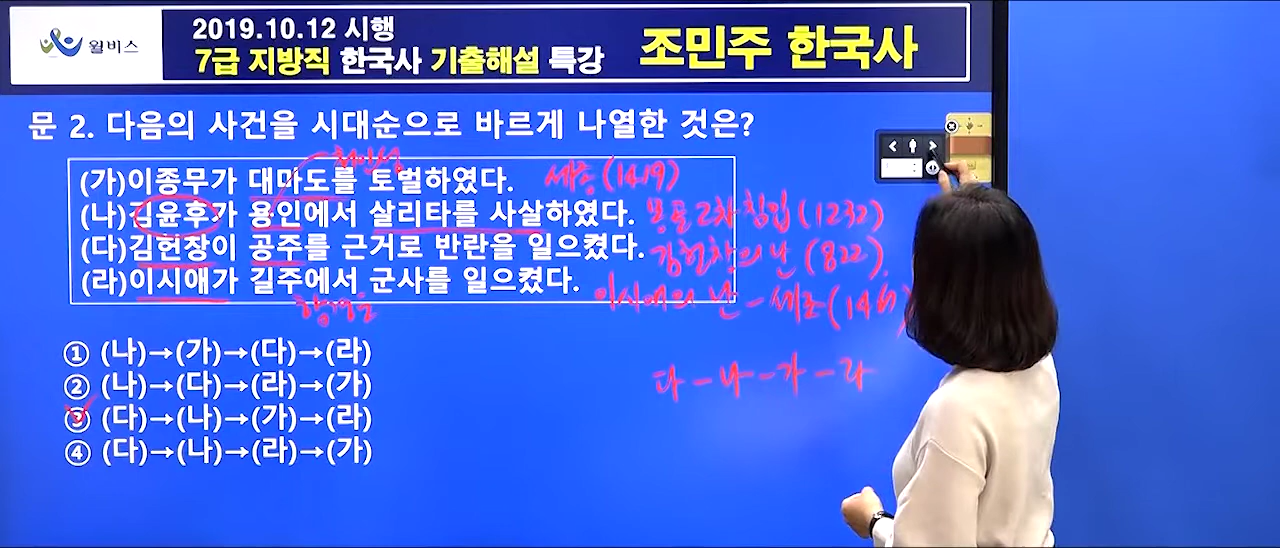 윌비스
2019.10.12 시행
7급 지방직 한국사 기출해설 특강
조민주 한국사
문 2. 다음의 사건을 시대순으로 바르게 나열한 것은?
처인성
(가)이종무가 대마도를 토벌하였다. 세종(1419)
(나)김윤후가 용인에서 살리타를 사살하였다. 몽골2차침입(1232)
(다)김헌창이 공주를 근거로 반란을 일으켰다. 김헌창의 난 (822).
(라)이시애가 길주에서 군사를 일으켰다. 이시애의 난-세조(1467)
함경도
① (나)→(가)→(다)→(라)
② (나)→(다)→(라)→(가)
③ (다)→(나)→(가)→(라)
④ (다)→(나)→(라)→(가)
다-나-가-라